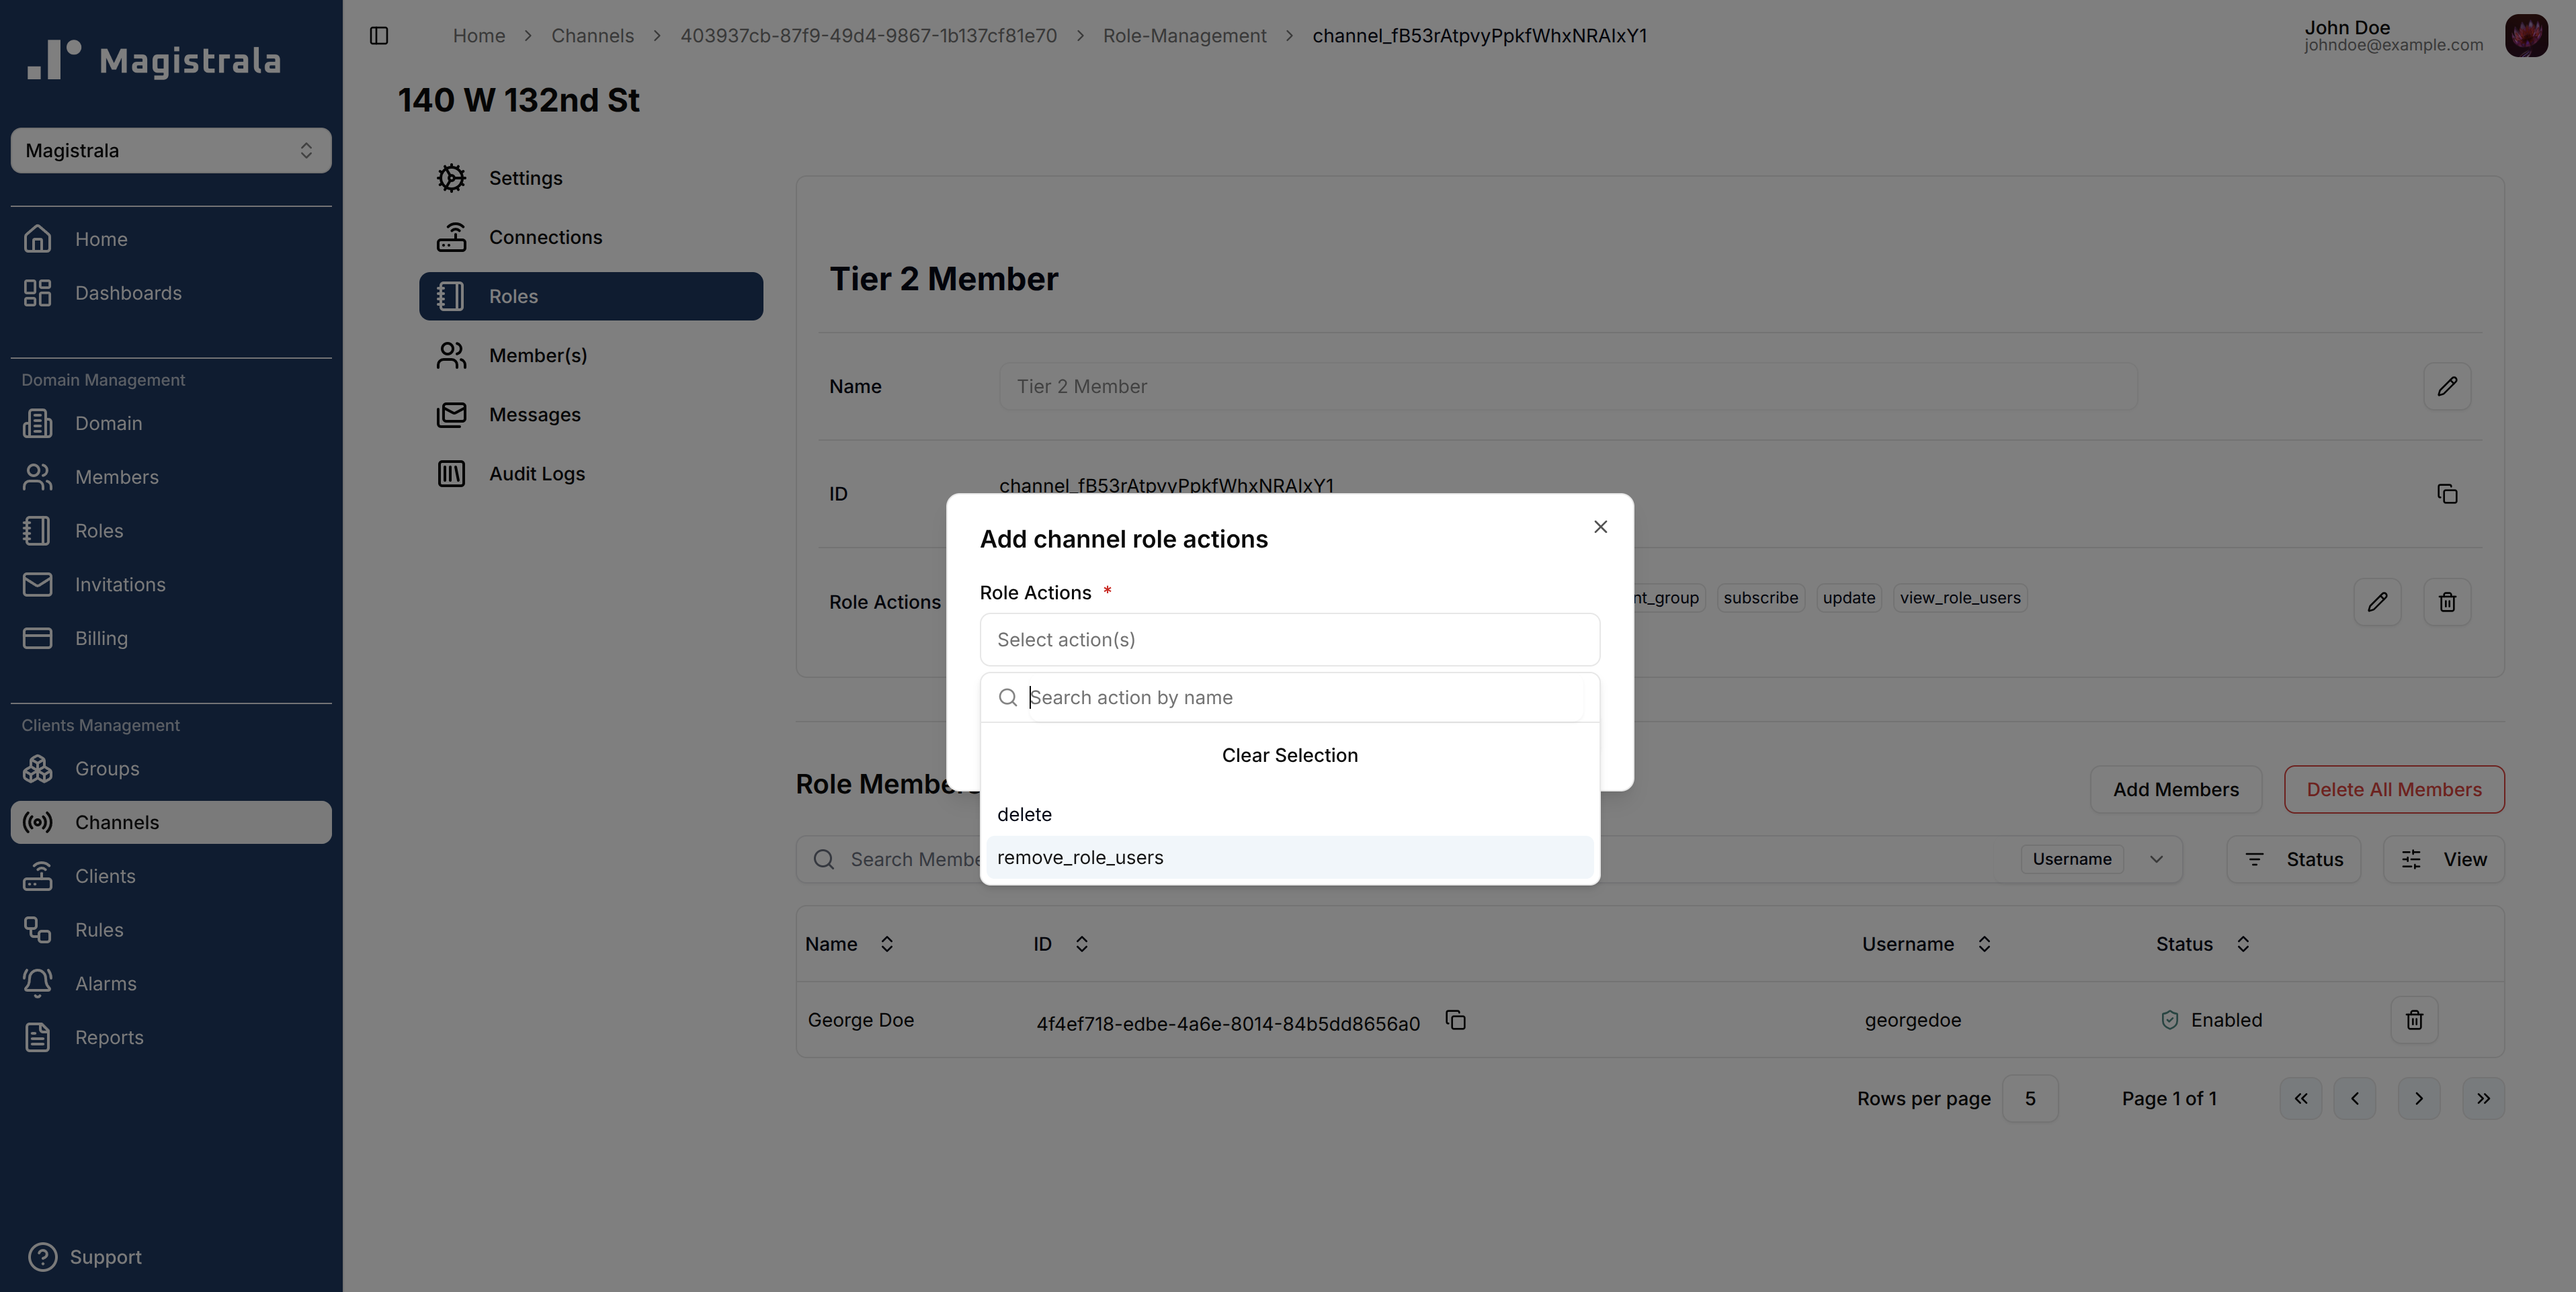 Magistrala
Magistrala
Home
Dashboards
Domain Management
Domain
Members
Roles
Invitations
Billing
Clients Management
Groups
Channels
Clients
Rules
Alarms
Reports
Support
Home > Channels > 403937cb-87f9-49d4-9867-1b137cf81e70 > Role-Management > channel_fB53rAtpvyPpkfWhxNRAIxY1
John Doe
johndoe@example.com
140 W 132nd St
Settings
Connections
Roles
Member(s)
Messages
Audit Logs
Tier 2 Member
Name Tier 2 Member
ID channel_fB53rAtpvyPpkfWhxNRAIxY1
Role Actions nt_group subscribe update view_role_users
Add channel role actions
Role Actions *
Select action(s)
Search action by name
Clear Selection
delete
remove_role_users
Role Membe
Add Members Delete All Members
Search Membe Username Status View
Name ID Username Status
George Doe 4f4ef718-edbe-4a6e-8014-84b5dd8656a0 georgedoe Enabled
Rows per page 5 Page 1 of 1